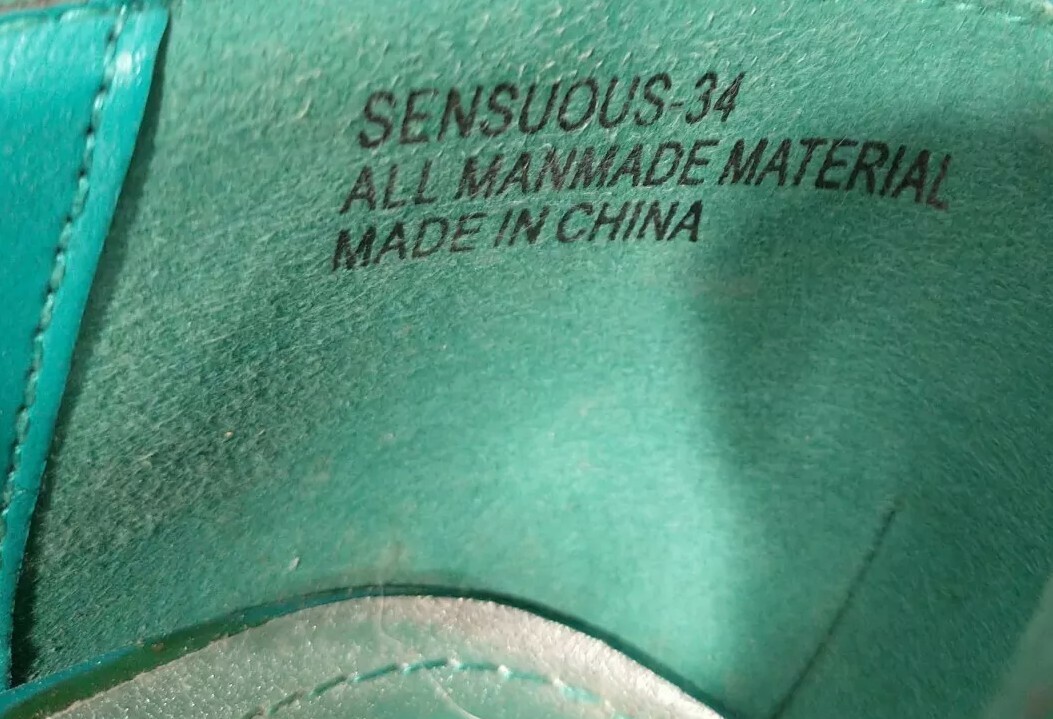 SENSUOUS-34
ALL MANMADE MATERIAL
MADE IN CHINA